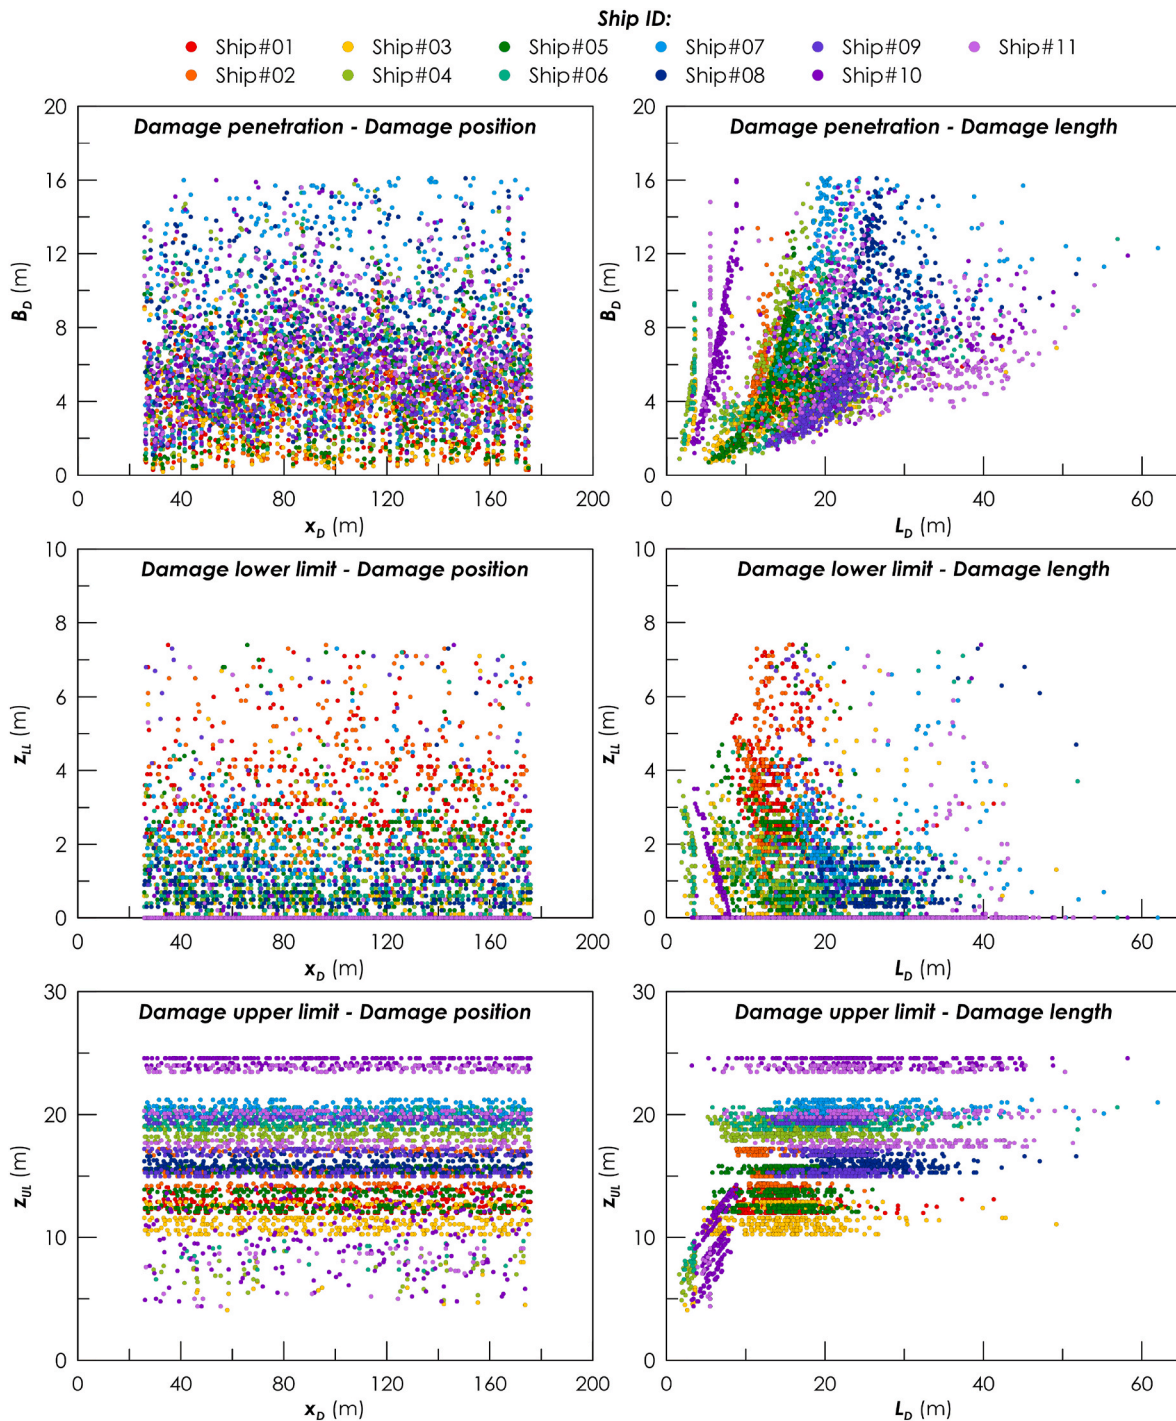 Ship ID:
Ship#01 Ship#03 Ship#05 Ship#07 Ship#09 Ship#11
Ship#02 Ship#04 Ship#06 Ship#08 Ship#10
Damage penetration - Damage position
20
16
12
8
4
0
B_D (m)
0 40 80 120 160 200
x_D (m)
Damage penetration - Damage length
20
16
12
8
4
0
B_D (m)
0 20 40 60
L_D (m)
Damage lower limit - Damage position
10
8
6
4
2
0
z_LL (m)
0 40 80 120 160 200
x_D (m)
Damage lower limit - Damage length
10
8
6
4
2
0
z_LL (m)
0 20 40 60
L_D (m)
Damage upper limit - Damage position
30
20
10
0
z_UL (m)
0 40 80 120 160 200
x_D (m)
Damage upper limit - Damage length
30
20
10
0
z_UL (m)
0 20 40 60
L_D (m)